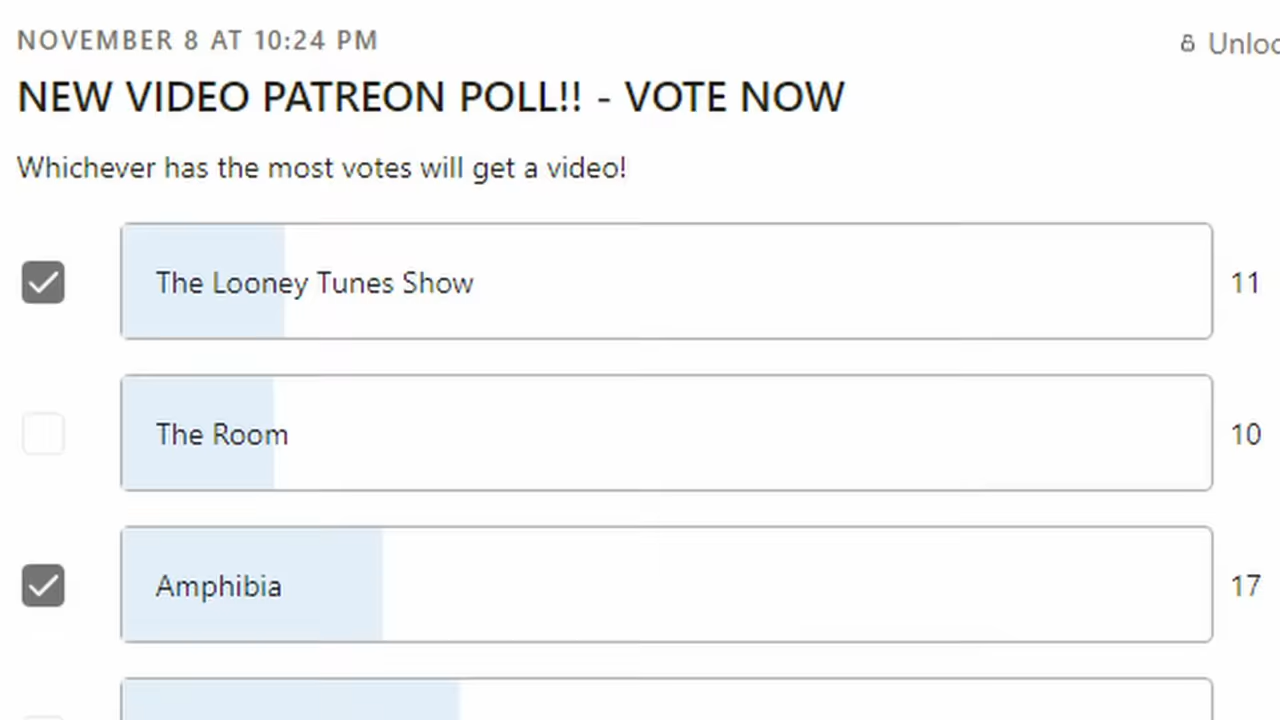 NOVEMBER 8 AT 10:24 PM
NEW VIDEO PATREON POLL!! - VOTE NOW
Whichever has the most votes will get a video!
The Looney Tunes Show 11
The Room 10
Amphibia 17